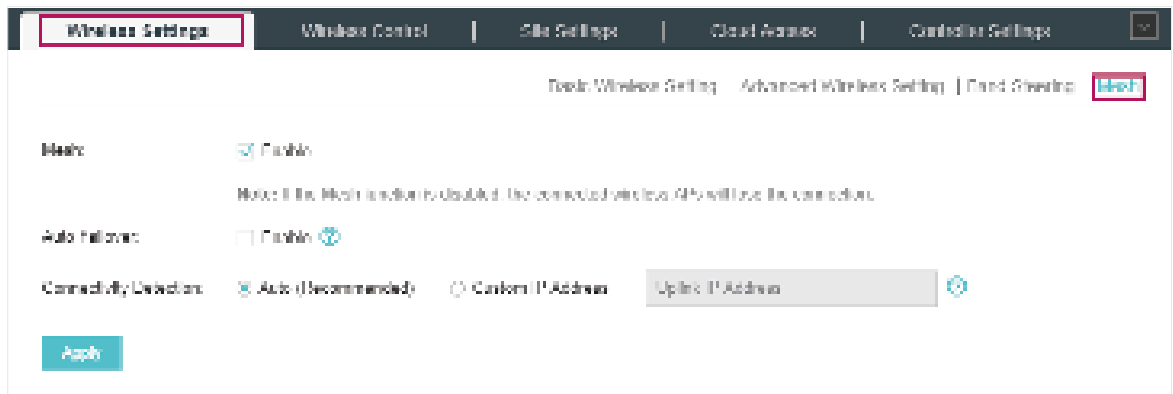 Wireless Settings | Wireless Control | Site Settings | Cloud Access | Controller Settings
Basic Wireless Setting | Advanced Wireless Setting | Band Steering | Mesh
Mesh: Enable
Note: If the Mesh function is disabled, the connected wireless APs will lose the connection.
Auto Failover: Enable
Connectivity Detection: Auto (Recommended) Custom IP Address Uplink IP Address
Apply